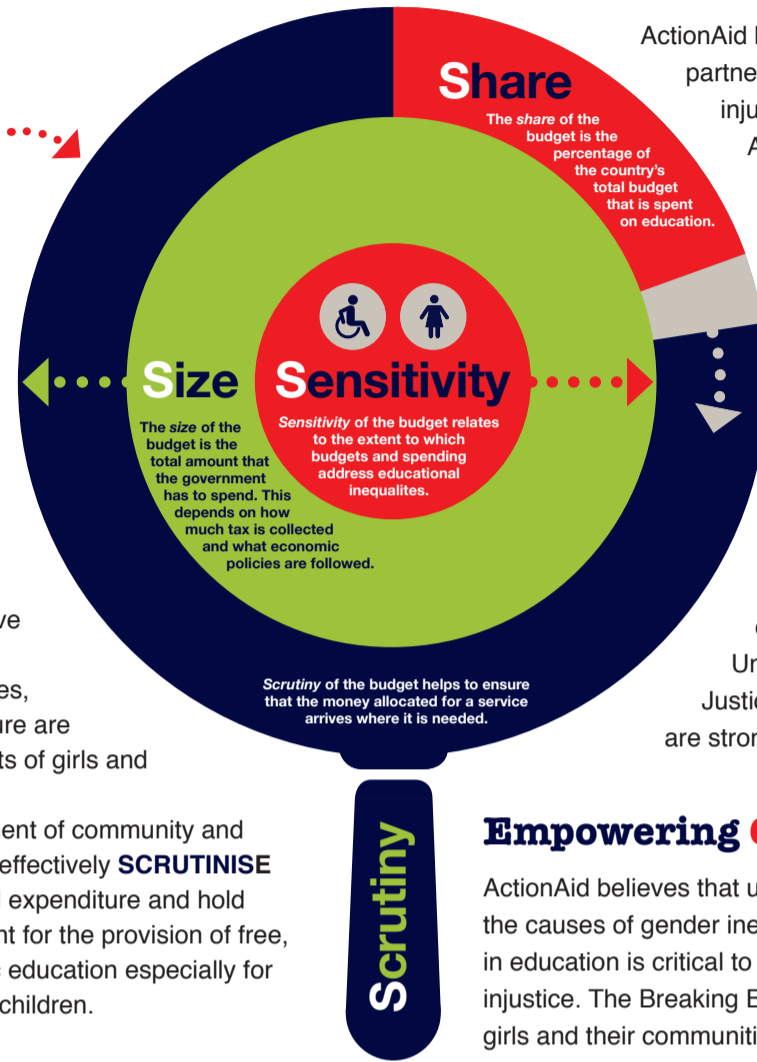 ActionAid
partne
inju
A
Share
The share of the
budget is the
percentage of
the country's
total budget
that is spent
on education.
Size
The size of the
budget is the
total amount that
the government
has to spend. This
depends on how
much tax is collected
and what economic
policies are followed.
Sensitivity
Sensitivity of the budget relates
to the extent to which
budgets and spending
address educational
inequalites.
Scrutiny of the budget helps to ensure
that the money allocated for a service
arrives where it is needed.
Scrutiny
ve
es,
ure are
ts of girls and
ment of community and
effectively SCRUTINISE
expenditure and hold
nt for the provision of free,
education especially for
children.
Un
Justic
are stron
Empowering
ActionAid believes that u
the causes of gender ine
in education is critical to
injustice. The Breaking B
girls and their communiti